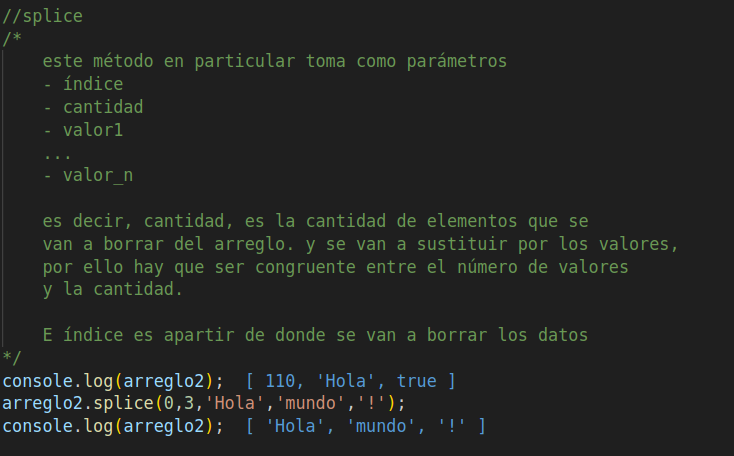 //splice
/*
este método en particular toma como parámetros
- índice
- cantidad
- valor1
...
- valor_n
es decir, cantidad, es la cantidad de elementos que se
van a borrar del arreglo. y se van a sustituir por los valores,
por ello hay que ser congruente entre el número de valores
y la cantidad.
E índice es apartir de donde se van a borrar los datos
*/
console.log(arreglo2);  [ 110, 'Hola', true ]
arreglo2.splice(0,3,'Hola','mundo','!');
console.log(arreglo2);  [ 'Hola', 'mundo', '!' ]